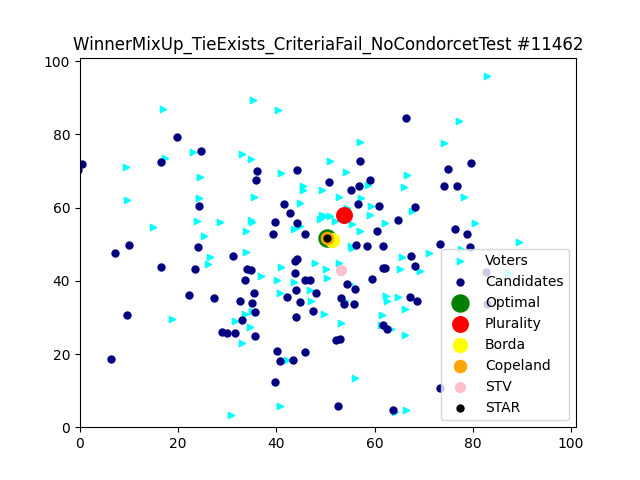 WinnerMixUp_TieExists_CriteriaFail_NoCondorcetTest #11462
100
80
60
40
20
0
0 20 40 60 80 100
Voters
Candidates
Optimal
Plurality
Borda
Copeland
STV
STAR